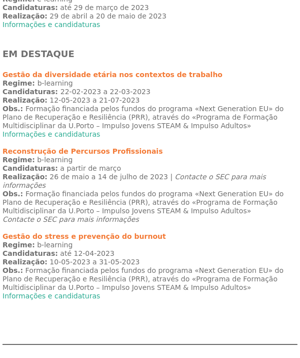 Regime: e-learning
Candidaturas: até 29 de março de 2023
Realização: 29 de abril a 20 de maio de 2023
Informações e candidaturas
EM DESTAQUE
Gestão da diversidade etária nos contextos de trabalho
Regime: b-learning
Candidaturas: 22-02-2023 a 22-03-2023
Realização: 12-05-2023 a 21-07-2023
Obs.: Formação financiada pelos fundos do programa «Next Generation EU» do
Plano de Recuperação e Resiliência (PRR), através do «Programa de Formação
Multidisciplinar da U.Porto – Impulso Jovens STEAM & Impulso Adultos»
Informações e candidaturas
Reconstrução de Percursos Profissionais
Regime: b-learning
Candidaturas: a partir de março
Realização: 26 de maio a 14 de julho de 2023 | Contacte o SEC para mais
informações
Obs.: Formação financiada pelos fundos do programa «Next Generation EU» do
Plano de Recuperação e Resiliência (PRR), através do «Programa de Formação
Multidisciplinar da U.Porto – Impulso Jovens STEAM & Impulso Adultos»
Contacte o SEC para mais informações
Gestão do stress e prevenção do burnout
Regime: b-learning
Candidaturas: até 12-04-2023
Realização: 10-05-2023 a 31-05-2023
Obs.: Formação financiada pelos fundos do programa «Next Generation EU» do
Plano de Recuperação e Resiliência (PRR), através do «Programa de Formação
Multidisciplinar da U.Porto – Impulso Jovens STEAM & Impulso Adultos»
Informações e candidaturas